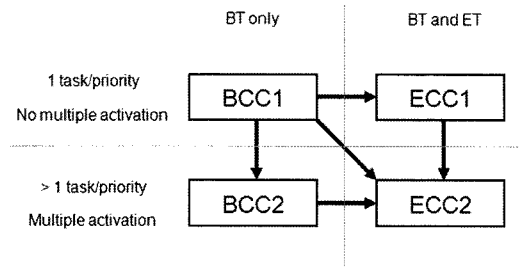 BT only
BT and ET
1 task/priority
No multiple activation
BCC1
ECC1
> 1 task/priority
Multiple activation
BCC2
ECC2